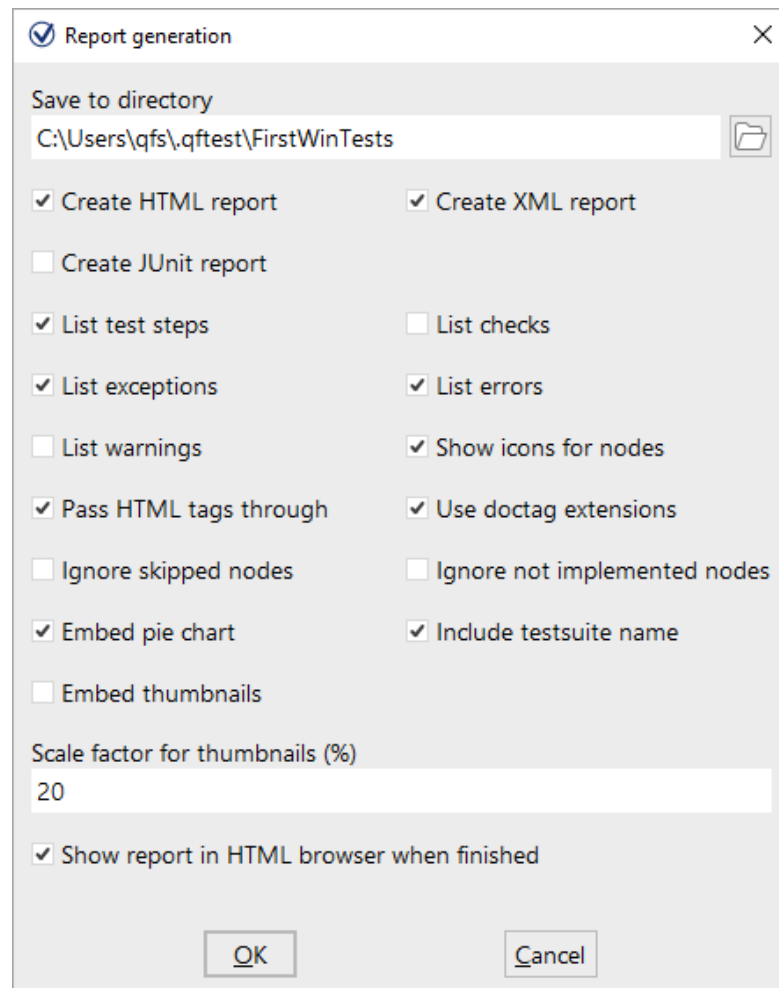 Report generation
Save to directory
C:\Users\qfs\.qftest\FirstWinTests
Create HTML report Create XML report
Create JUnit report
List test steps List checks
List exceptions List errors
List warnings Show icons for nodes
Pass HTML tags through Use doctag extensions
Ignore skipped nodes Ignore not implemented nodes
Embed pie chart Include testsuite name
Embed thumbnails
Scale factor for thumbnails (%)
20
Show report in HTML browser when finished
OK Cancel